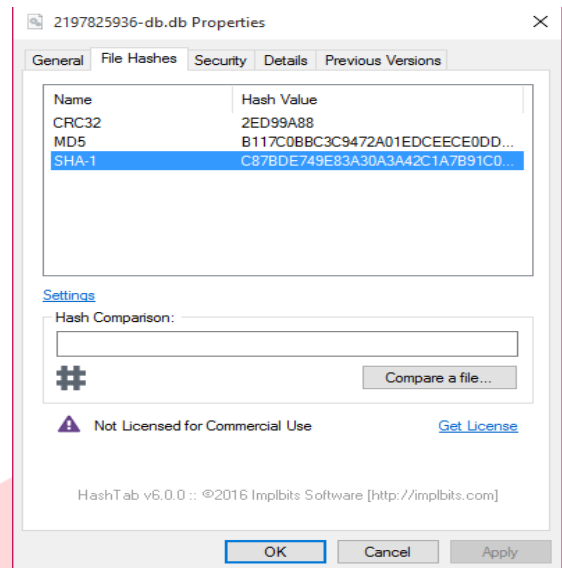 2197825936-db.db Properties
General File Hashes Security Details Previous Versions
Name Hash Value
CRC32 2ED99A88
MD5 B117C0BBC3C9472A01EDCEECE0DD...
SHA-1 C87BDE749E83A30A3A42C1A7B91C0...
Settings
Hash Comparison:
Compare a file...
Not Licensed for Commercial Use Get License
HashTab v6.0.0 :: ©2016 Implbits Software [http://implbits.com]
OK Cancel Apply